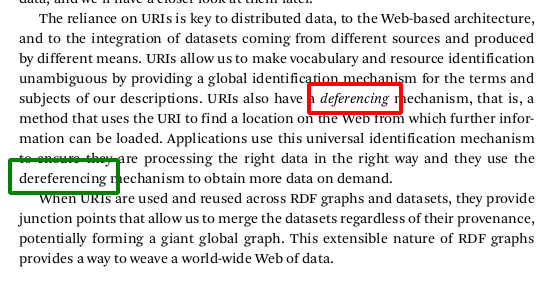 data, and we'll have a closer look at them later.
The reliance on URIs is key to distributed data, to the Web-based architecture,
and to the integration of datasets coming from different sources and produced
by different means. URIs allow us to make vocabulary and resource identification
unambiguous by providing a global identification mechanism for the terms and
subjects of our descriptions. URIs also have a deferencing mechanism, that is, a
method that uses the URI to find a location on the Web from which further infor-
mation can be loaded. Applications use this universal identification mechanism
to ensure they are processing the right data in the right way and they use the
dereferencing mechanism to obtain more data on demand.
When URIs are used and reused across RDF graphs and datasets, they provide
junction points that allow us to merge the datasets regardless of their provenance,
potentially forming a giant global graph. This extensible nature of RDF graphs
provides a way to weave a world-wide Web of data.